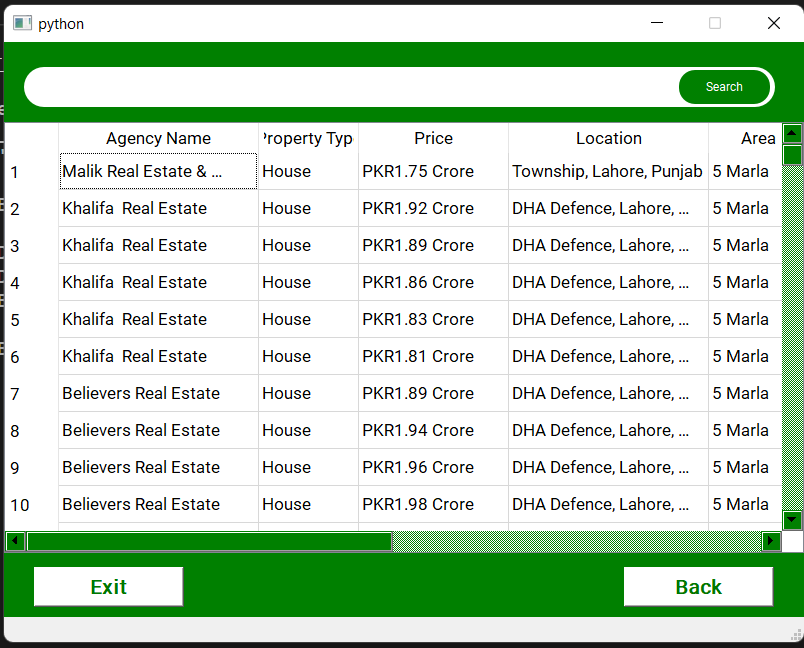 python
Search
Agency Name Property Typ Price Location Area
1 Malik Real Estate & ... House PKR1.75 Crore Township, Lahore, Punjab 5 Marla
2 Khalifa  Real Estate House PKR1.92 Crore DHA Defence, Lahore, ... 5 Marla
3 Khalifa  Real Estate House PKR1.89 Crore DHA Defence, Lahore, ... 5 Marla
4 Khalifa  Real Estate House PKR1.86 Crore DHA Defence, Lahore, ... 5 Marla
5 Khalifa  Real Estate House PKR1.83 Crore DHA Defence, Lahore, ... 5 Marla
6 Khalifa  Real Estate House PKR1.81 Crore DHA Defence, Lahore, ... 5 Marla
7 Believers Real Estate House PKR1.89 Crore DHA Defence, Lahore, ... 5 Marla
8 Believers Real Estate House PKR1.94 Crore DHA Defence, Lahore, ... 5 Marla
9 Believers Real Estate House PKR1.96 Crore DHA Defence, Lahore, ... 5 Marla
10 Believers Real Estate House PKR1.98 Crore DHA Defence, Lahore, ... 5 Marla
Exit Back